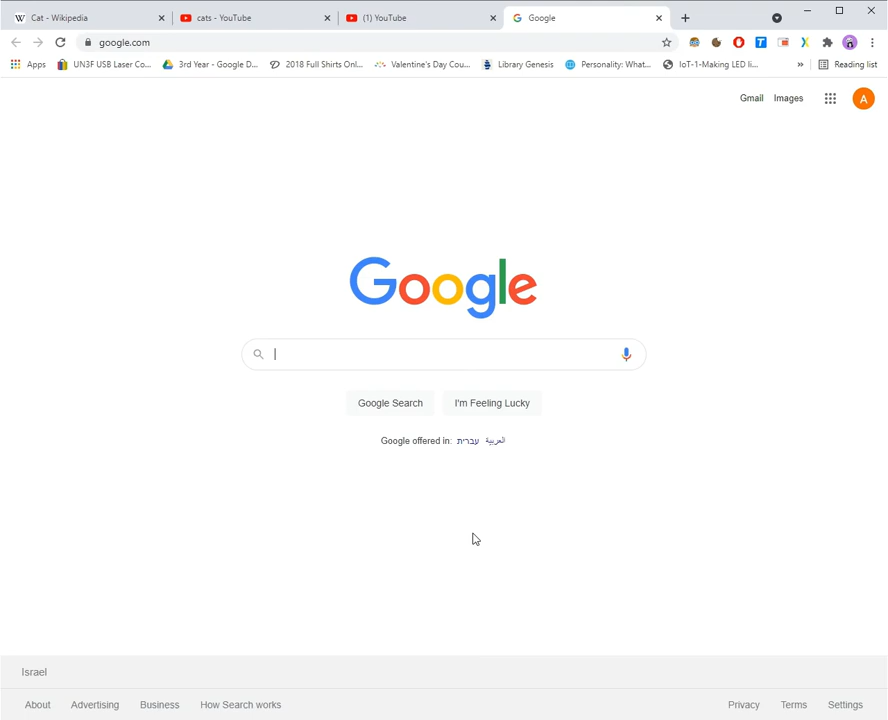 Cat - Wikipedia
cats - YouTube
(1) YouTube
Google
google.com
Apps
UN3F USB Laser Co...
3rd Year - Google D...
2018 Full Shirts Onl...
Valentine's Day Cou...
Library Genesis
Personality: What...
IoT-1-Making LED li...
»
Reading list
Gmail Images A
Google
Google Search I'm Feeling Lucky
Google offered in: עברית العربية
Israel
About Advertising Business How Search works Privacy Terms Settings